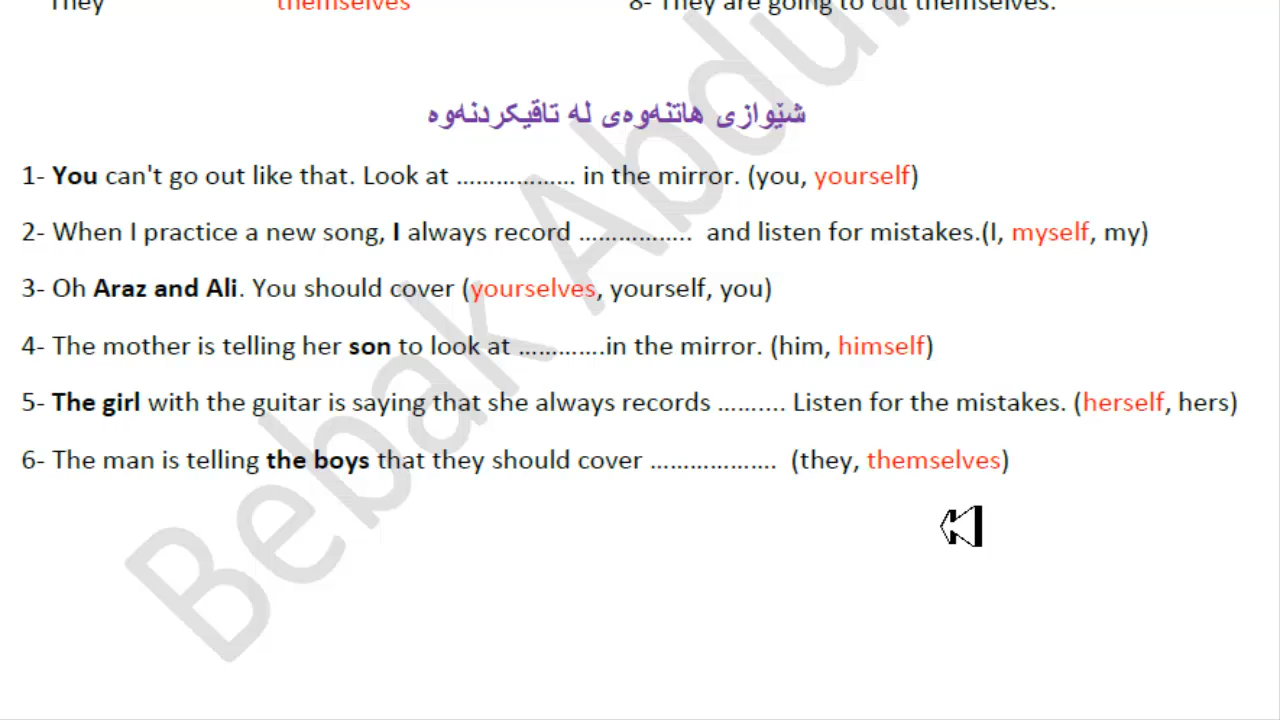 They themselves 8- They are going to cut themselves.
شێوازی هاتنەوەی لە تاقیکردنەوە
1- You can't go out like that. Look at ……………… in the mirror. (you, yourself)
2- When I practice a new song, I always record …………….. and listen for mistakes.(I, myself, my)
3- Oh Araz and Ali. You should cover (yourselves, yourself, you)
4- The mother is telling her son to look at ………….in the mirror. (him, himself)
5- The girl with the guitar is saying that she always records ………. Listen for the mistakes. (herself, hers)
6- The man is telling the boys that they should cover ………………. (they, themselves)
Bebak